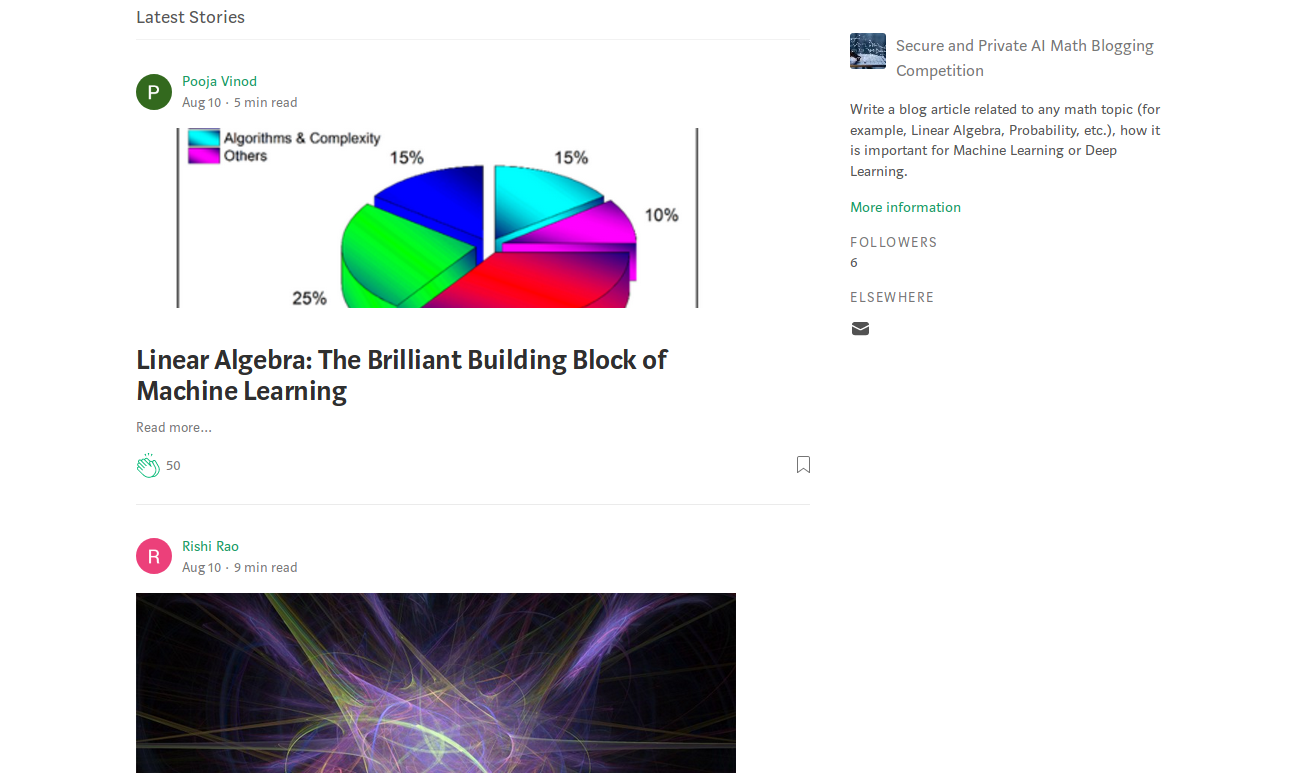 Latest Stories
P
Pooja Vinod
Aug 10 · 5 min read
Algorithms & Complexity
Others
15%
15%
10%
25%
Linear Algebra: The Brilliant Building Block of
Machine Learning
Read more...
50
R
Rishi Rao
Aug 10 · 9 min read
Secure and Private AI Math Blogging
Competition
Write a blog article related to any math topic (for
example, Linear Algebra, Probability, etc.), how it
is important for Machine Learning or Deep
Learning.
More information
FOLLOWERS
6
ELSEWHERE